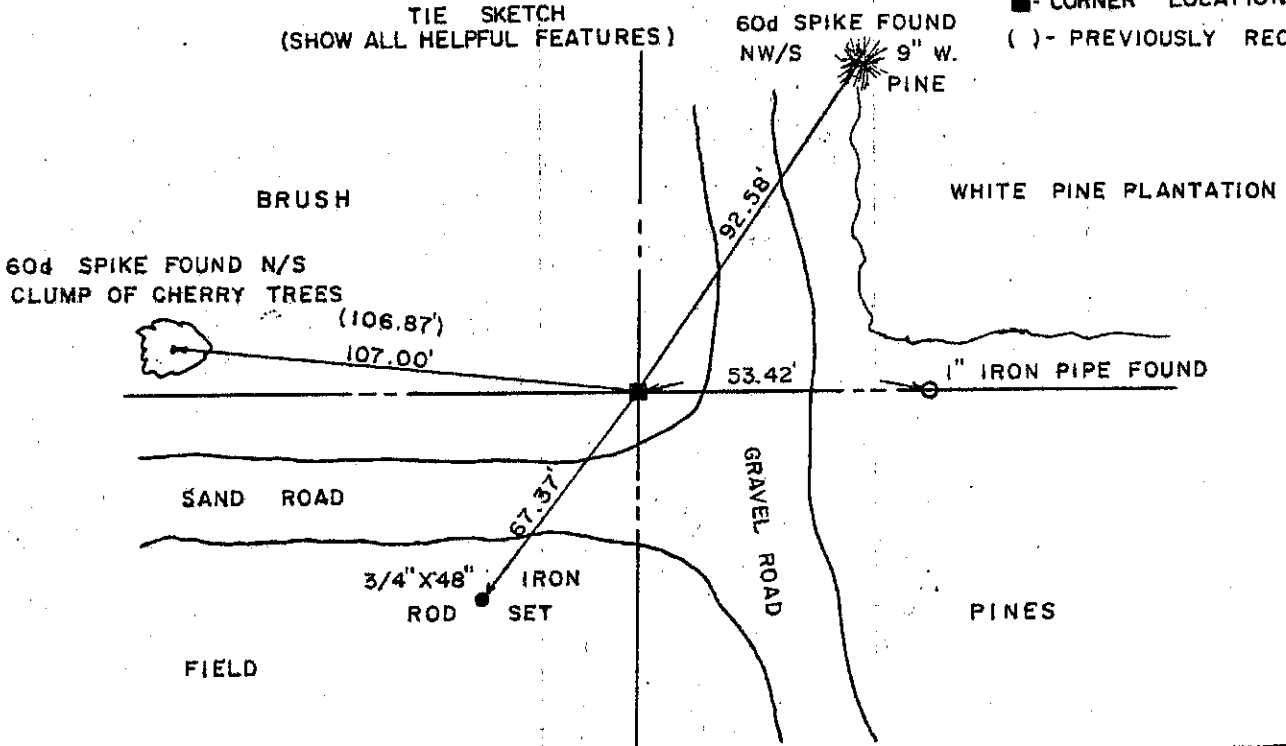 TIE SKETCH
(SHOW ALL HELPFUL FEATURES)
■- CORNER LOCATION
( )- PREVIOUSLY REC
60d SPIKE FOUND
NW/S 9" W.
PINE
BRUSH
WHITE PINE PLANTATION
92.58'
60d SPIKE FOUND N/S
CLUMP OF CHERRY TREES
(106.87')
107.00'
53.42'
1" IRON PIPE FOUND
SAND ROAD
GRAVEL ROAD
67.37'
3/4" X 48" IRON
ROD SET
PINES
FIELD